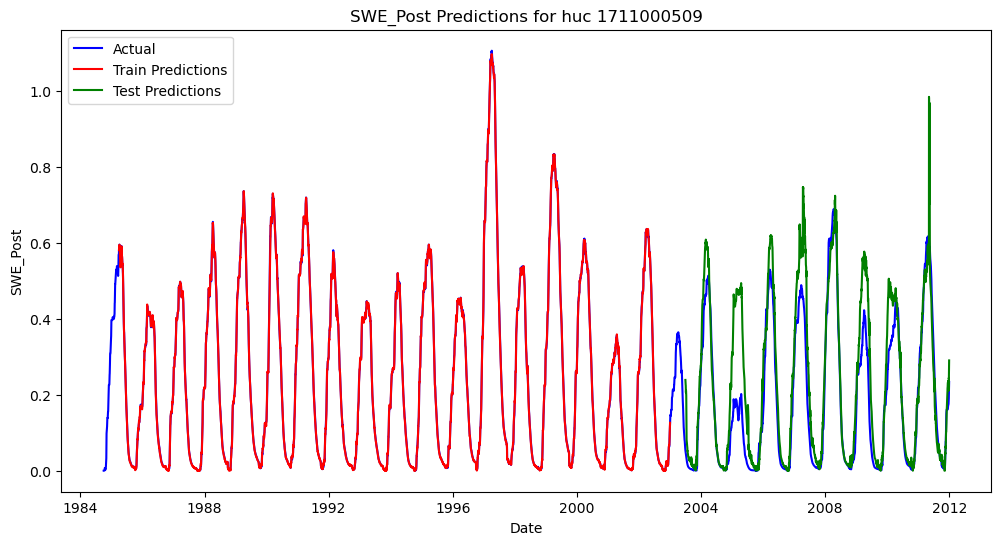 SWE_Post Predictions for huc 1711000509
Actual
Train Predictions
Test Predictions
SWE_Post
1.0
0.8
0.6
0.4
0.2
0.0
1984 1988 1992 1996 2000 2004 2008 2012
Date